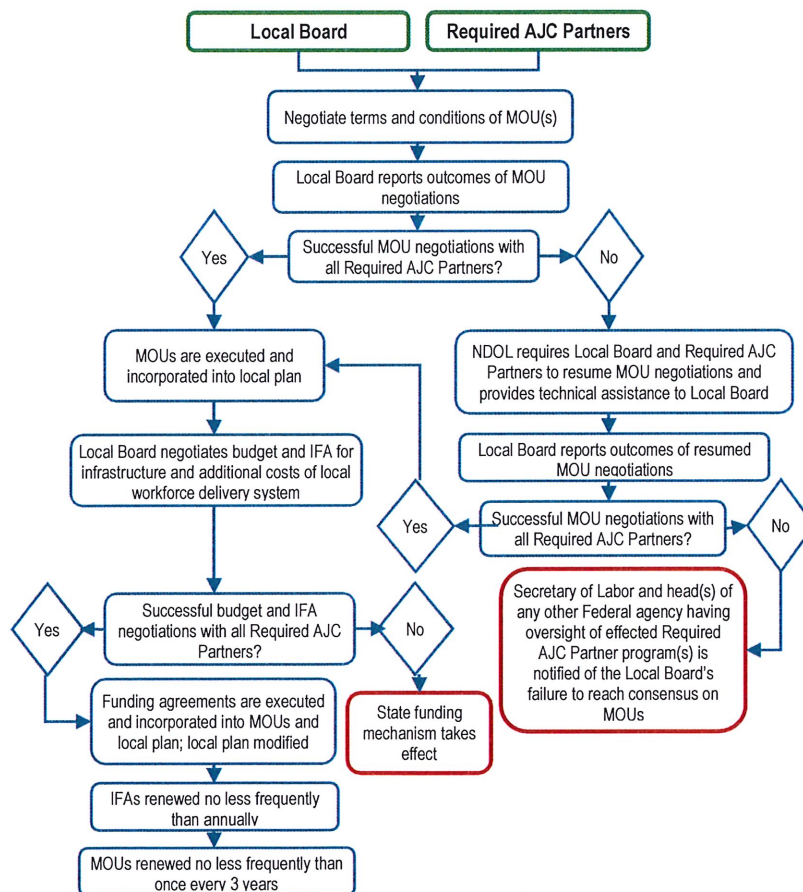 Local Board
Required AJC Partners
Negotiate terms and conditions of MOU(s)
Local Board reports outcomes of MOU
negotiations
Yes
Successful MOU negotiations with
all Required AJC Partners?
No
MOUs are executed and
incorporated into local plan
NDOL requires Local Board and Required AJC
Partners to resume MOU negotiations and
provides technical assistance to Local Board
Local Board negotiates budget and IFA for
infrastructure and additional costs of local
workforce delivery system
Local Board reports outcomes of resumed
MOU negotiations
Yes
Successful MOU negotiations with
all Required AJC Partners?
No
Yes
Successful budget and IFA
negotiations with all Required AJC
Partners?
No
Secretary of Labor and head(s) of
any other Federal agency having
oversight of effected Required
AJC Partner program(s) is
notified of the Local Board's
failure to reach consensus on
MOUs
Funding agreements are executed
and incorporated into MOUs and
local plan; local plan modified
State funding
mechanism takes
effect
IFAs renewed no less frequently
than annually
MOUs renewed no less frequently than
once every 3 years